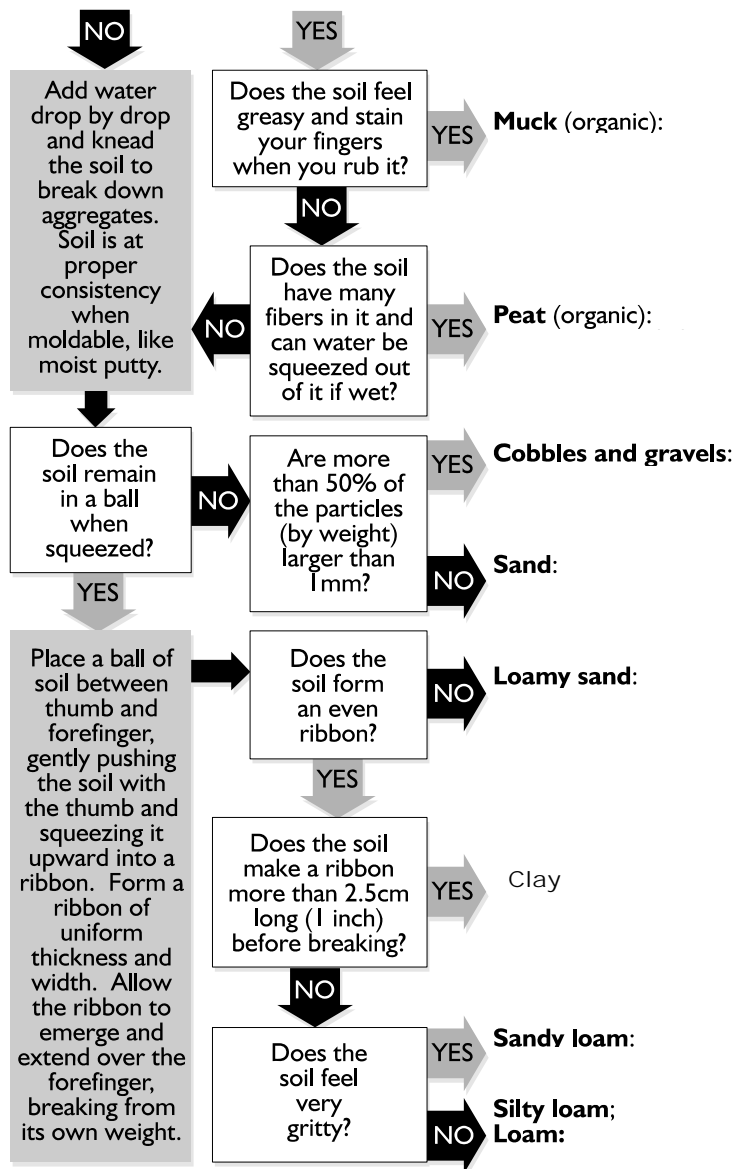 NO
YES
Add water
drop by drop
and knead
the soil to
break down
aggregates.
Soil is at
proper
consistency
when
moldable, like
moist putty.
Does the soil feel
greasy and stain
your fingers
when you rub it?
YES
Muck (organic):
NO
Does the soil
have many
fibers in it and
can water be
squeezed out
of it if wet?
NO
YES
Peat (organic):
Does the
soil remain
in a ball
when
squeezed?
NO
Are more
than 50% of
the particles
(by weight)
larger than
1mm?
YES
Cobbles and gravels:
NO
Sand:
YES
Place a ball of
soil between
thumb and
forefinger,
gently pushing
the soil with
the thumb and
squeezing it
upward into a
ribbon. Form a
ribbon of
uniform
thickness and
width. Allow
the ribbon to
emerge and
extend over the
forefinger,
breaking from
its own weight.
Does the
soil form
an even
ribbon?
NO
Loamy sand:
YES
Does the soil
make a ribbon
more than 2.5cm
long (1 inch)
before breaking?
YES
Clay
NO
Does the
soil feel
very
gritty?
YES
Sandy loam:
NO
Silty loam;
Loam: